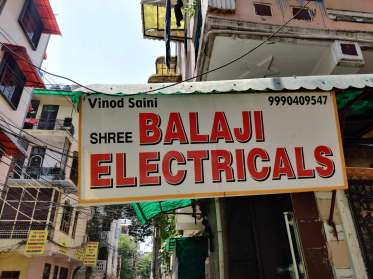 Vinod Saini 9990409547
SHREE BALAJI
ELECTRICALS